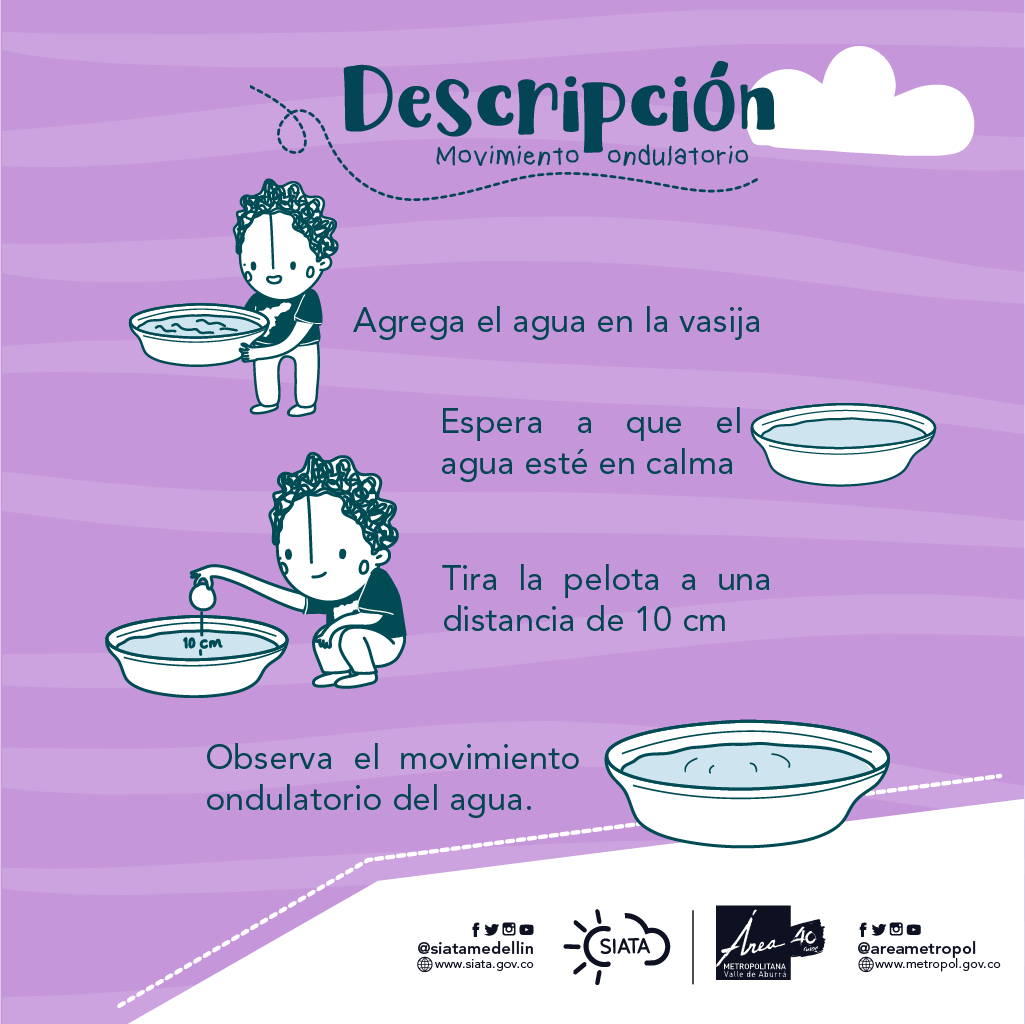 Descripción
Movimiento ondulatorio
Agrega el agua en la vasija
Espera a que el
agua esté en calma
Tira la pelota a una
distancia de 10 cm
10 cm
Observa el movimiento
ondulatorio del agua.
@siatamedellin
www.siata.gov.co
SIATA
Área
METROPOLITANA
Valle de Aburrá
40
@areametropol
www.metropol.gov.co